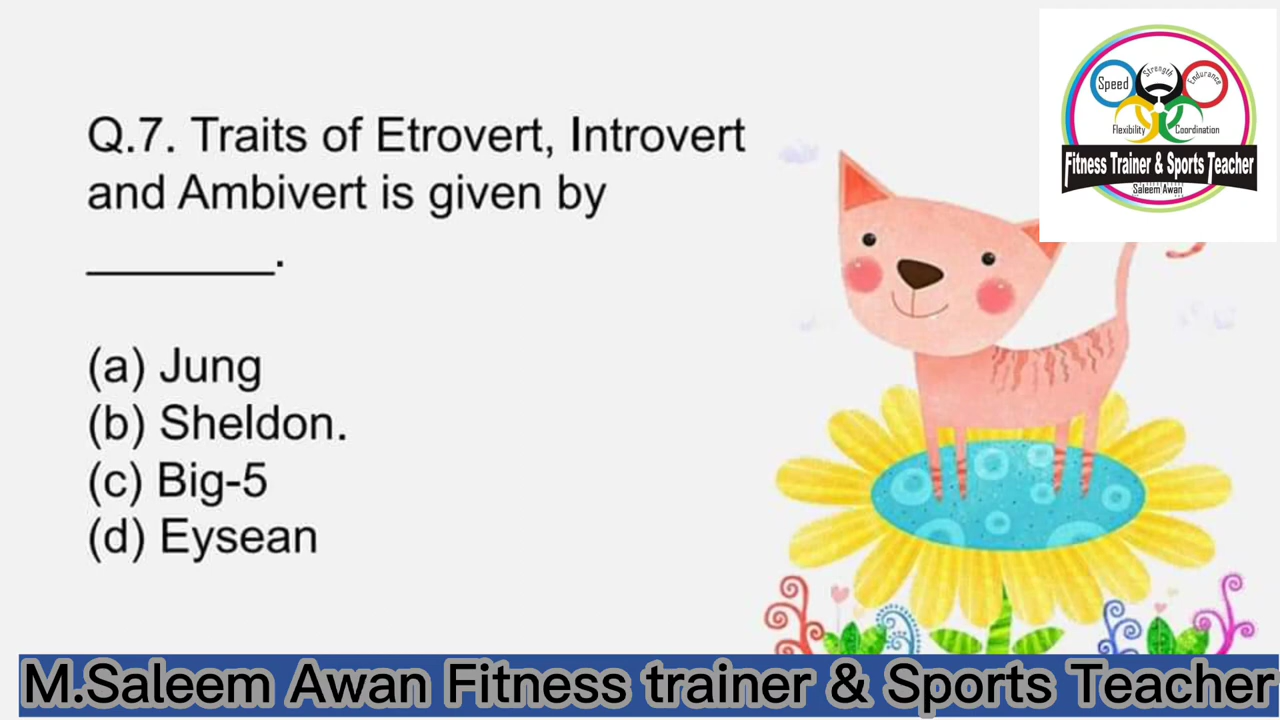 Q.7. Traits of Etrovert, Introvert
and Ambivert is given by
________.
(a) Jung
(b) Sheldon.
(c) Big-5
(d) Eysean
Speed
Strength
Endurance
Flexibility
Coordination
Fitness Trainer & Sports Teacher
Saleem Awan
M.Saleem Awan Fitness trainer & Sports Teacher